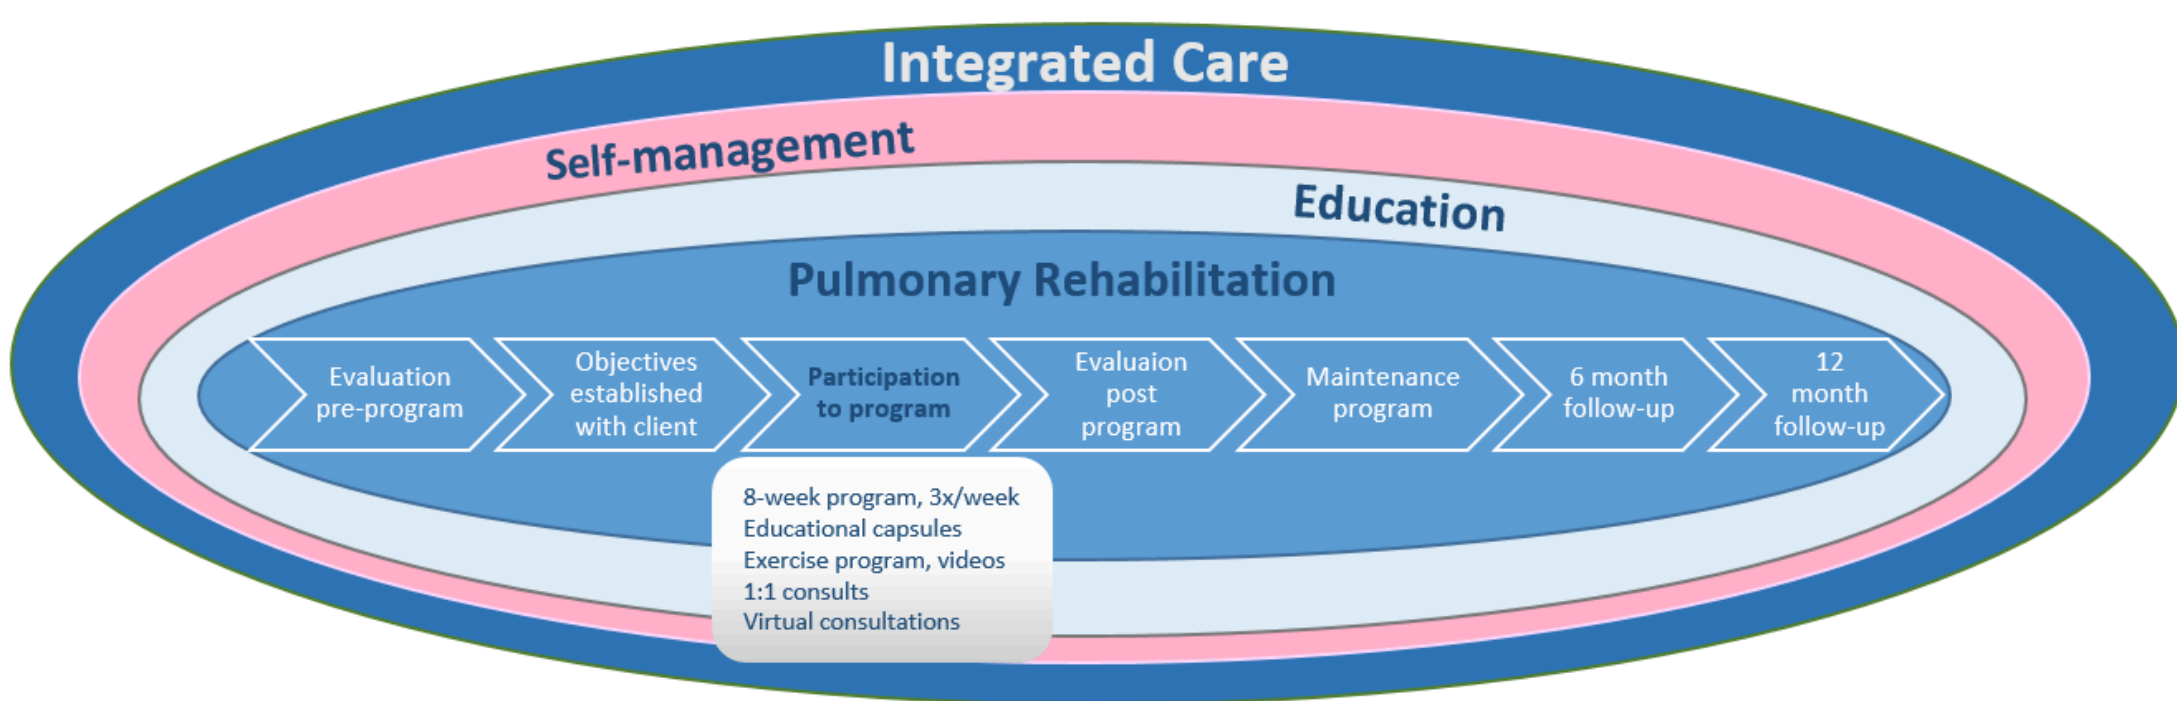 Integrated Care
Self-management
Education
Pulmonary Rehabilitation
Evaluation
pre-program
Objectives
established
with client
Participation
to program
Evaluaion
post
program
Maintenance
program
6 month
follow-up
12
month
follow-up
8-week program, 3x/week
Educational capsules
Exercise program, videos
1:1 consults
Virtual consultations